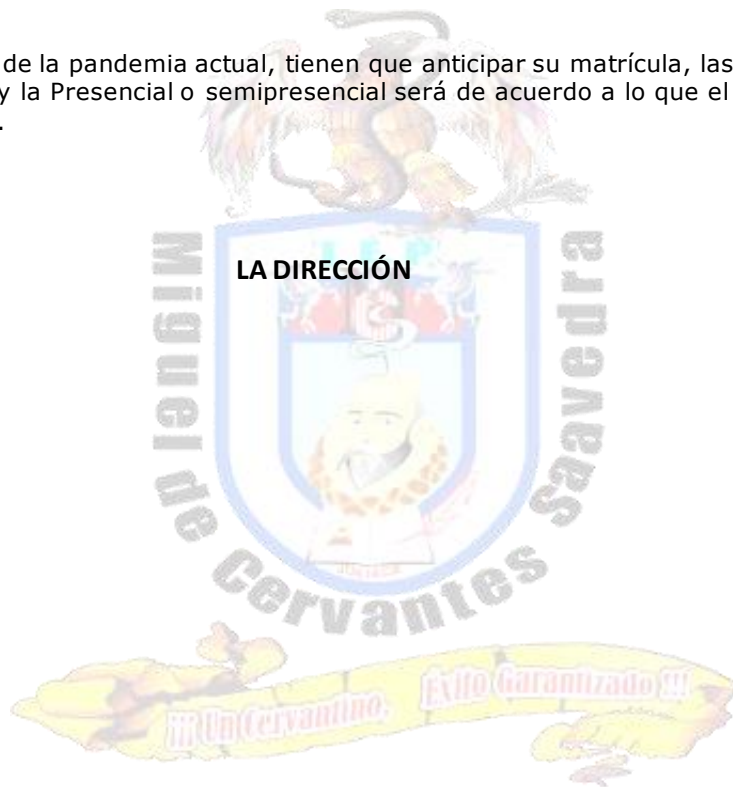 de la pandemia actual, tienen que anticipar su matrícula, las
y la Presencial o semipresencial será de acuerdo a lo que el
.
LA DIRECCIÓN
Miguel de Cervantes Saavedra
¡¡¡ Un Cervantino, Éxito Garantizado !!!